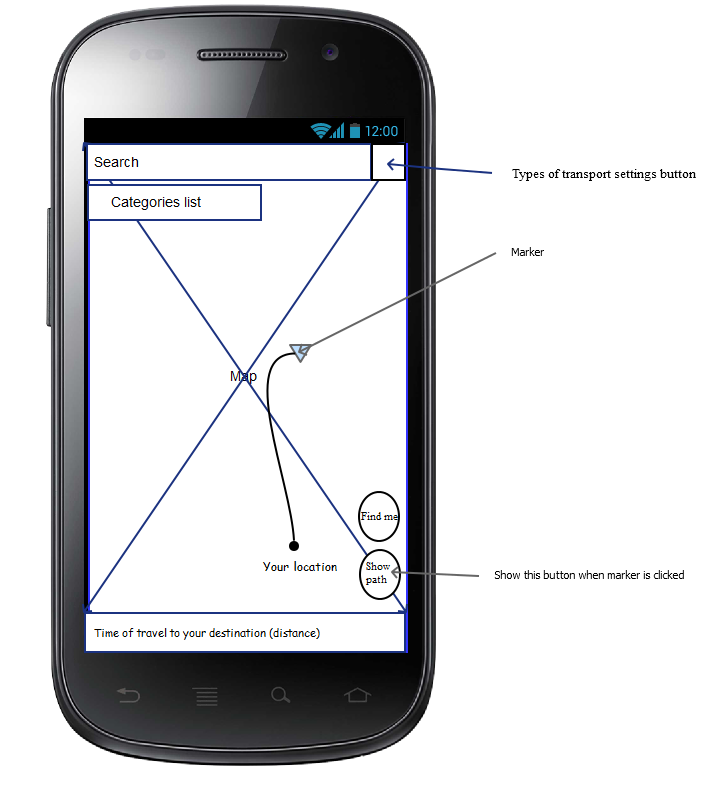 12:00
Search
Types of transport settings button
Categories list
Marker
Map
Find me
Your location
Show
path
Show this button when marker is clicked
Time of travel to your destination (distance)